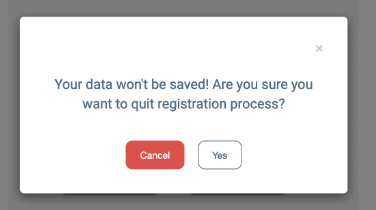 ×
Your data won't be saved! Are you sure you
want to quit registration process?
Cancel
Yes